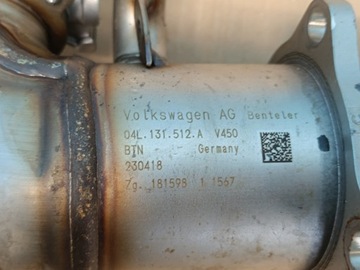 Volkswagen AG Benteler
04L.131.512.A V450
BTN - Germany
230418
7g. 181598 1 1567